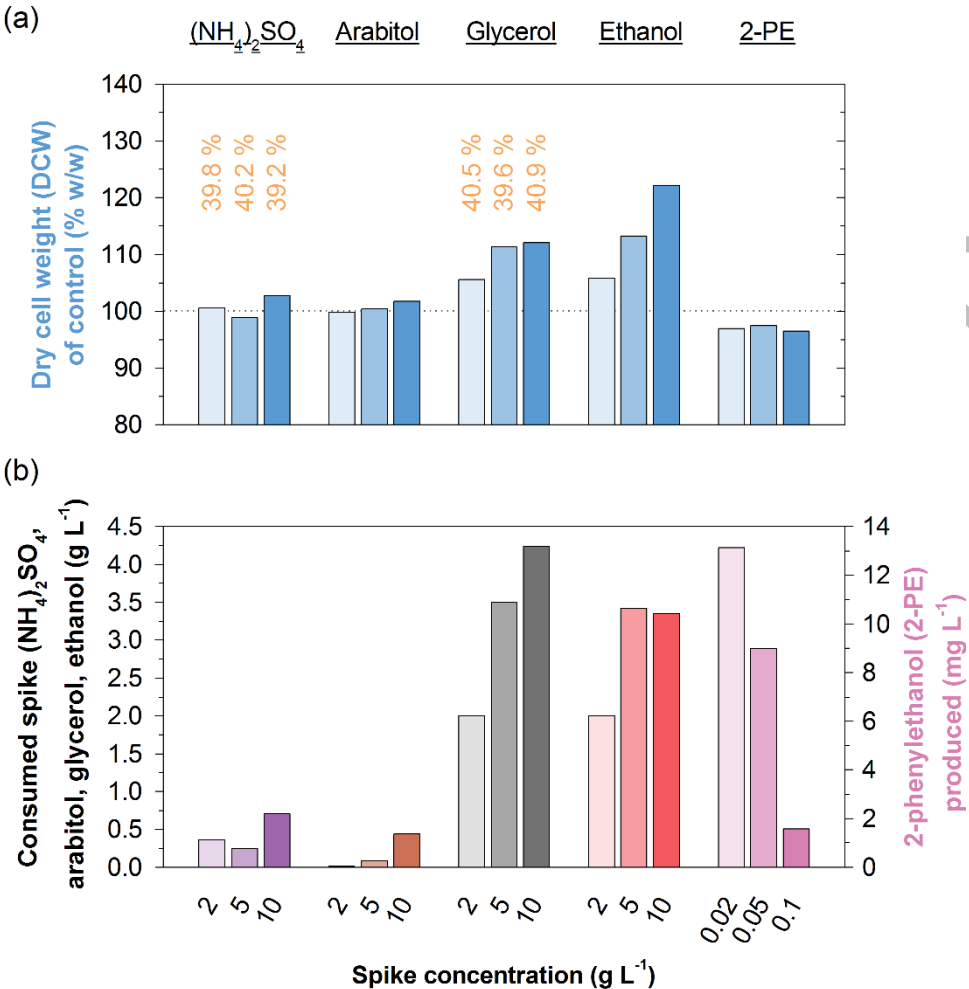 (a)
(NH4)2SO4 Arabitol Glycerol Ethanol 2-PE
Dry cell weight (DCW)
of control (% w/w)
140
130
120
110
100
90
80
39.8 %
40.2 %
39.2 %
40.5 %
39.6 %
40.9 %
(b)
Consumed spike (NH4)2SO4,
arabitol, glycerol, ethanol (g L-1)
4.5
4.0
3.5
3.0
2.5
2.0
1.5
1.0
0.5
0.0
14
12
10
8
6
4
2
0
2-phenylethanol (2-PE)
produced (mg L-1)
2 5 10 2 5 10 2 5 10 2 5 10 0.02 0.05 0.1
Spike concentration (g L-1)